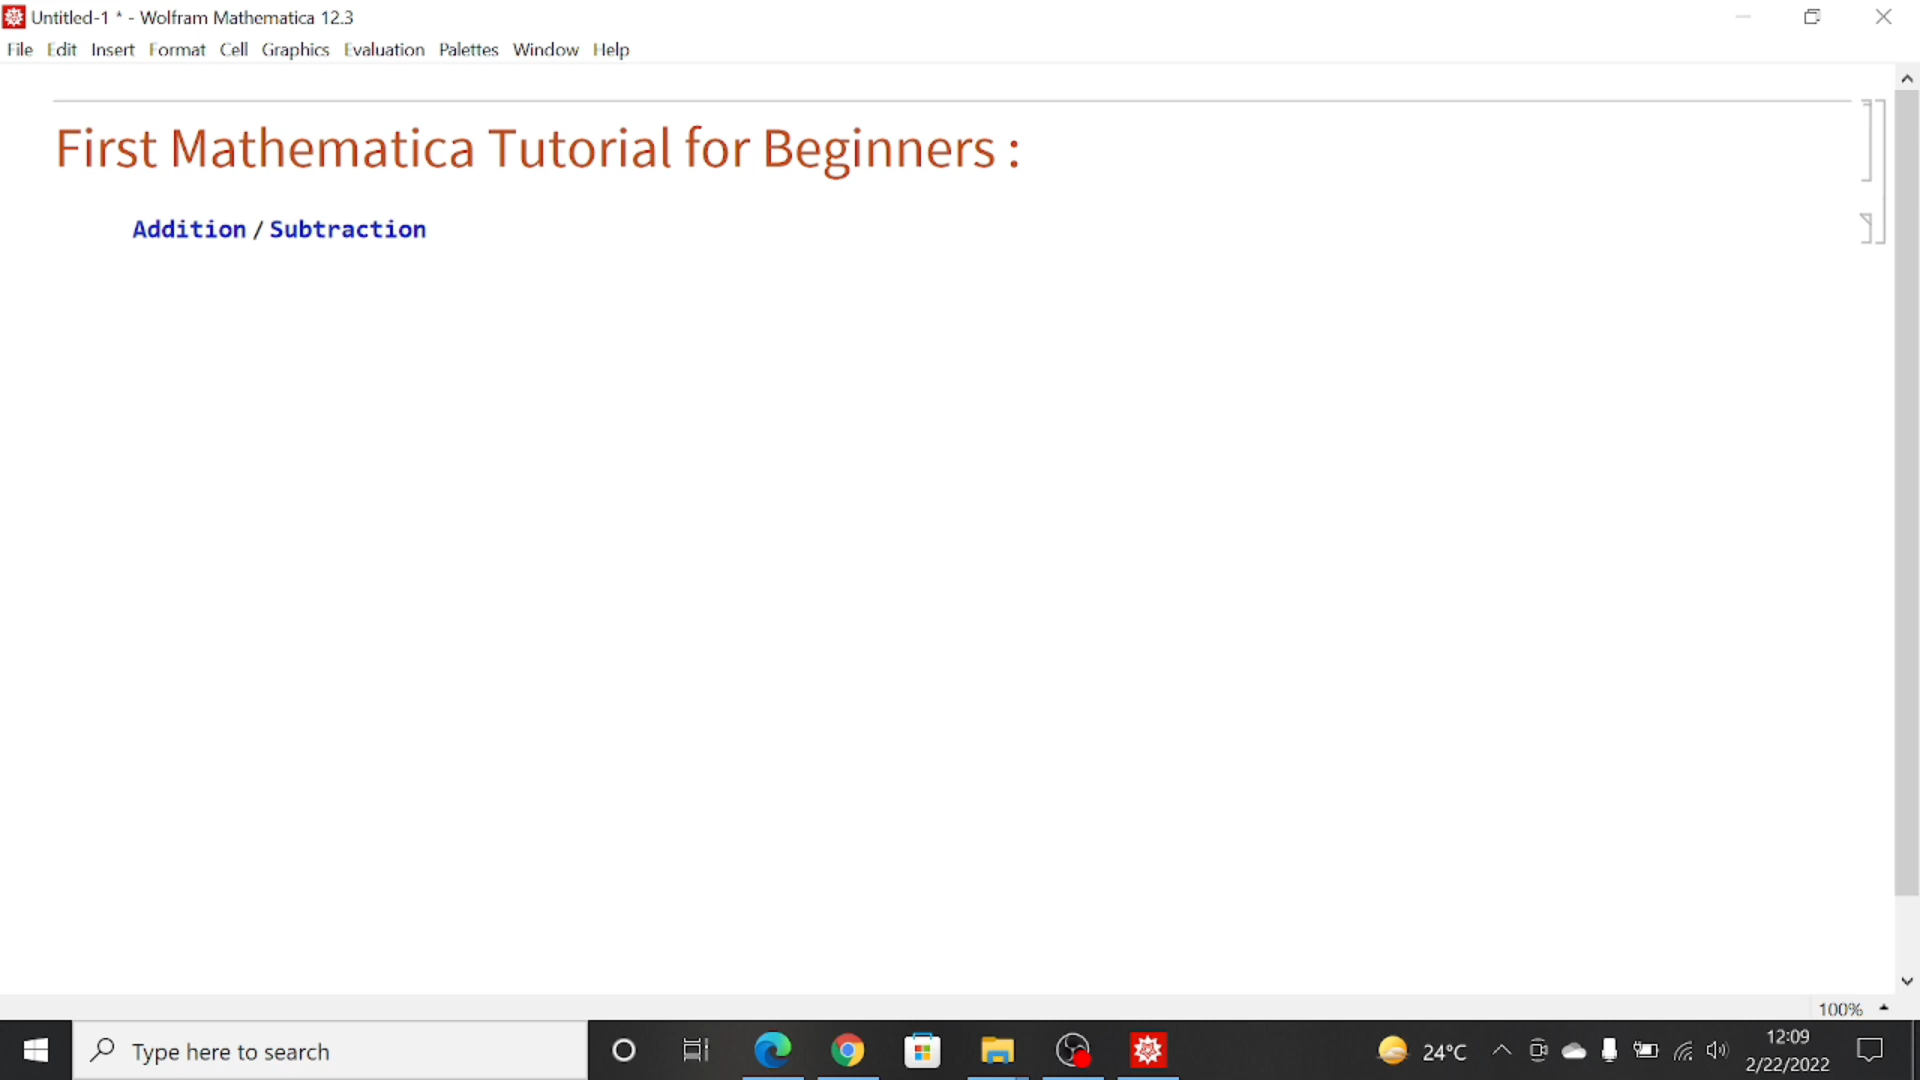 Untitled-1 * - Wolfram Mathematica 12.3
File Edit Insert Format Cell Graphics Evaluation Palettes Window Help
First Mathematica Tutorial for Beginners :
Addition / Subtraction
100%
Type here to search
24°C
12:09
2/22/2022